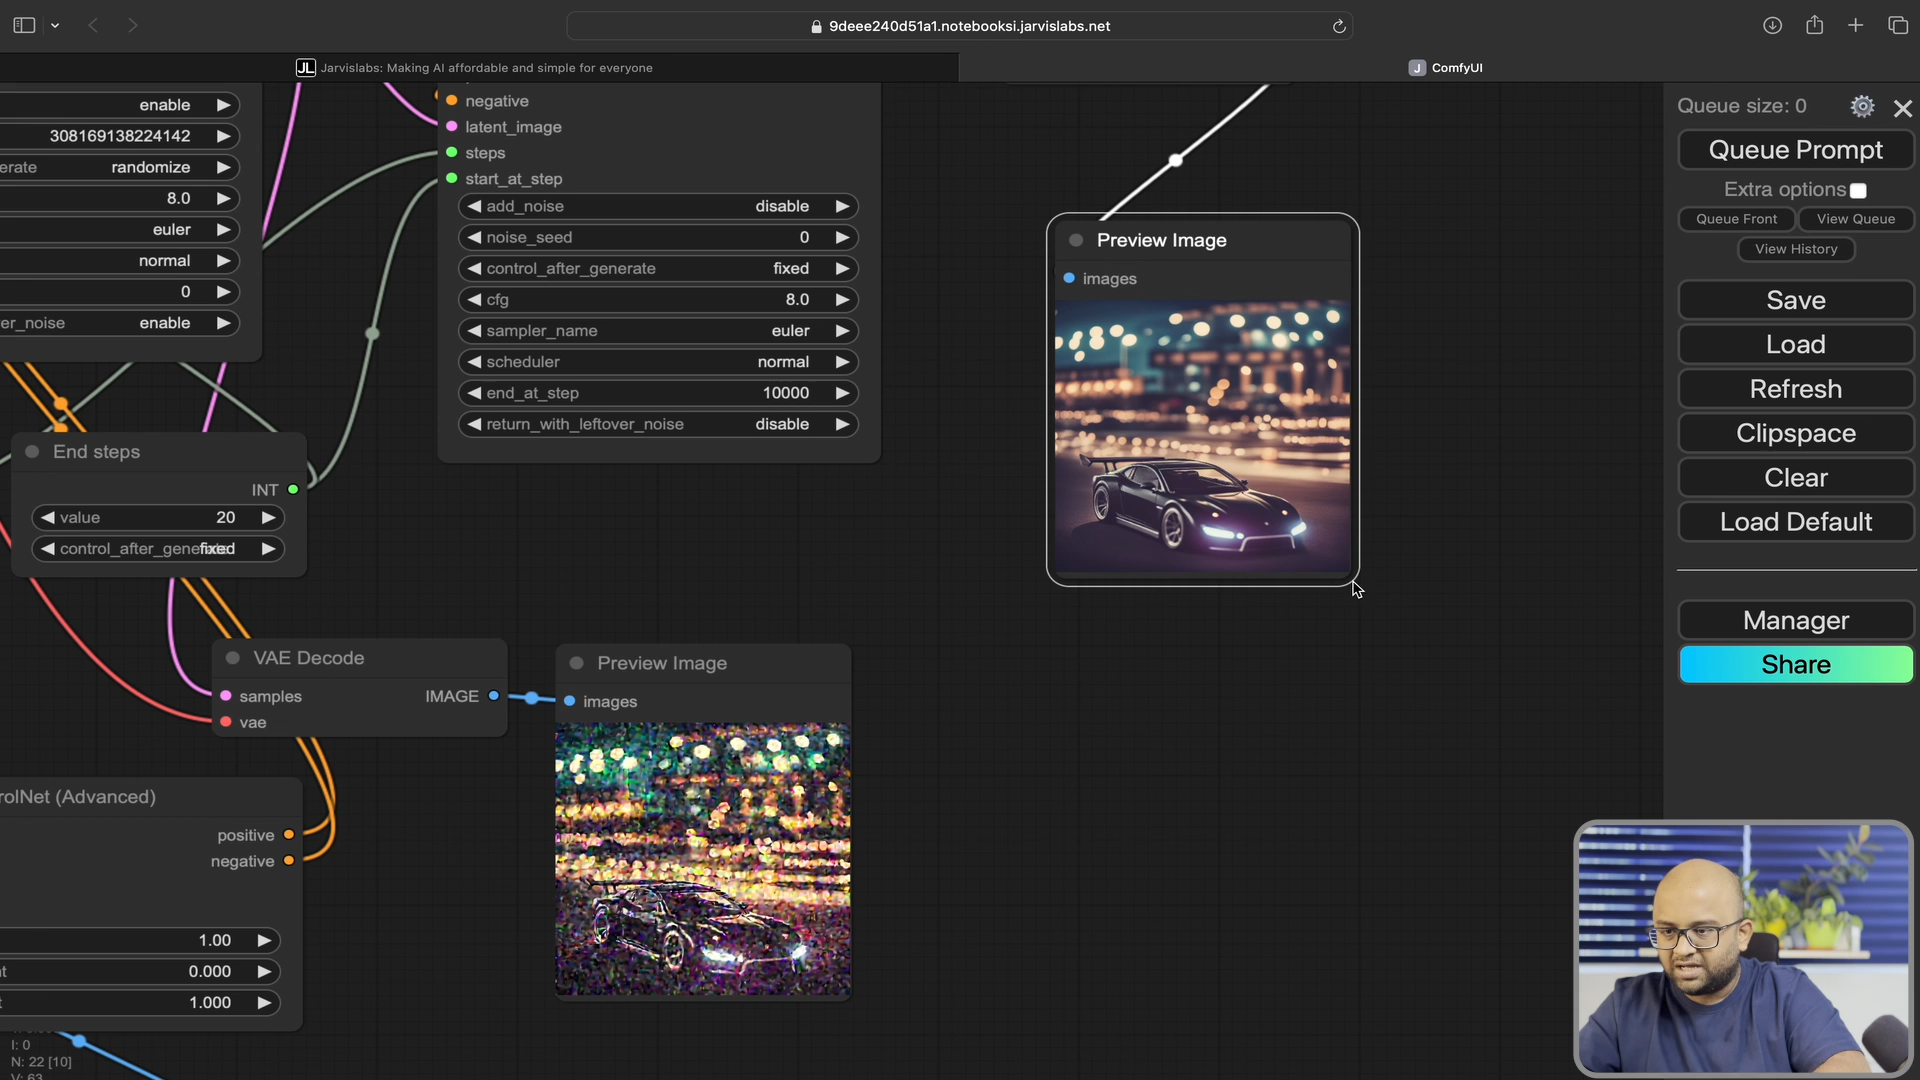 9deee240d51a1.notebooksi.jarvislabs.net
JL Jarvislabs: Making AI affordable and simple for everyone
J ComfyUI
enable
308169138224142
erate randomize
8.0
euler
normal
0
er_noise enable
negative
latent_image
steps
start_at_step
add_noise disable
noise_seed 0
control_after_generate fixed
cfg 8.0
sampler_name euler
scheduler normal
end_at_step 10000
return_with_leftover_noise disable
End steps
INT
value 20
control_after_gene fixed
VAE Decode
samples IMAGE
vae
Preview Image
images
Preview Image
images
rolNet (Advanced)
positive
negative
1.00
t 0.000
t 1.000
I: 0
N: 22 [10]
V: 63
Queue size: 0
Queue Prompt
Extra options
Queue Front View Queue
View History
Save
Load
Refresh
Clipspace
Clear
Load Default
Manager
Share